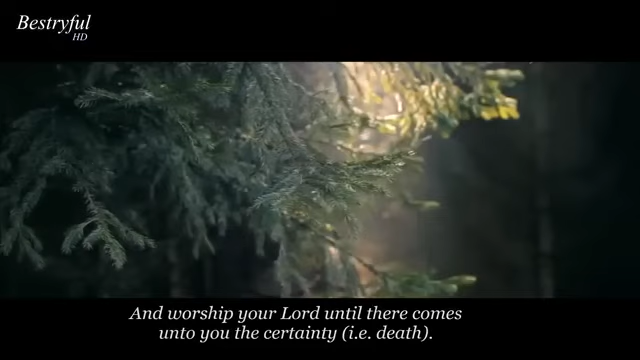 Bestryful
HD
And worship your Lord until there comes
unto you the certainty (i.e. death).